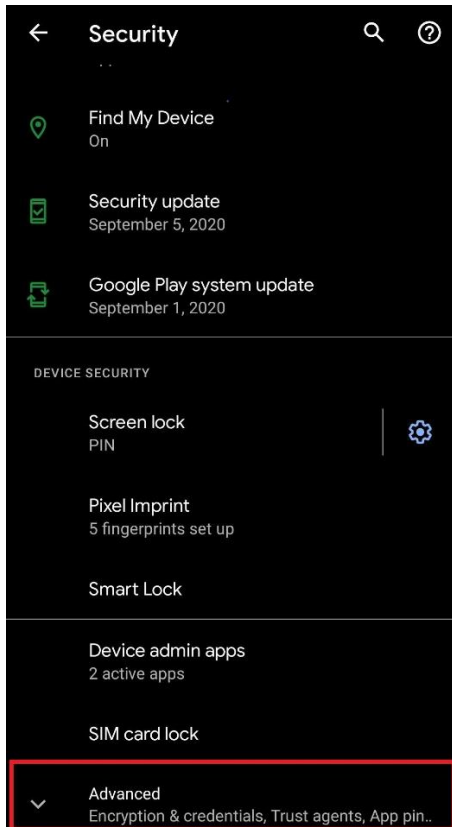 Security
Find My Device
On
Security update
September 5, 2020
Google Play system update
September 1, 2020
DEVICE SECURITY
Screen lock
PIN
Pixel Imprint
5 fingerprints set up
Smart Lock
Device admin apps
2 active apps
SIM card lock
Advanced
Encryption & credentials, Trust agents, App pin..